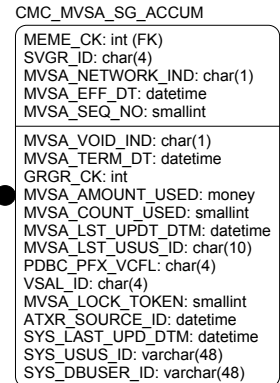 CMC_MVSA_SG_ACCUM
MEME_CK: int (FK)
SVGR_ID: char(4)
MVSA_NETWORK_IND: char(1)
MVSA_EFF_DT: datetime
MVSA_SEQ_NO: smallint
MVSA_VOID_IND: char(1)
MVSA_TERM_DT: datetime
GRGR_CK: int
MVSA_AMOUNT_USED: money
MVSA_COUNT_USED: smallint
MVSA_LST_UPDT_DTM: datetime
MVSA_LST_USUS_ID: char(10)
PDBC_PFX_VCFL: char(4)
VSAL_ID: char(4)
MVSA_LOCK_TOKEN: smallint
ATXR_SOURCE_ID: datetime
SYS_LAST_UPD_DTM: datetime
SYS_USUS_ID: varchar(48)
SYS_DBUSER_ID: varchar(48)